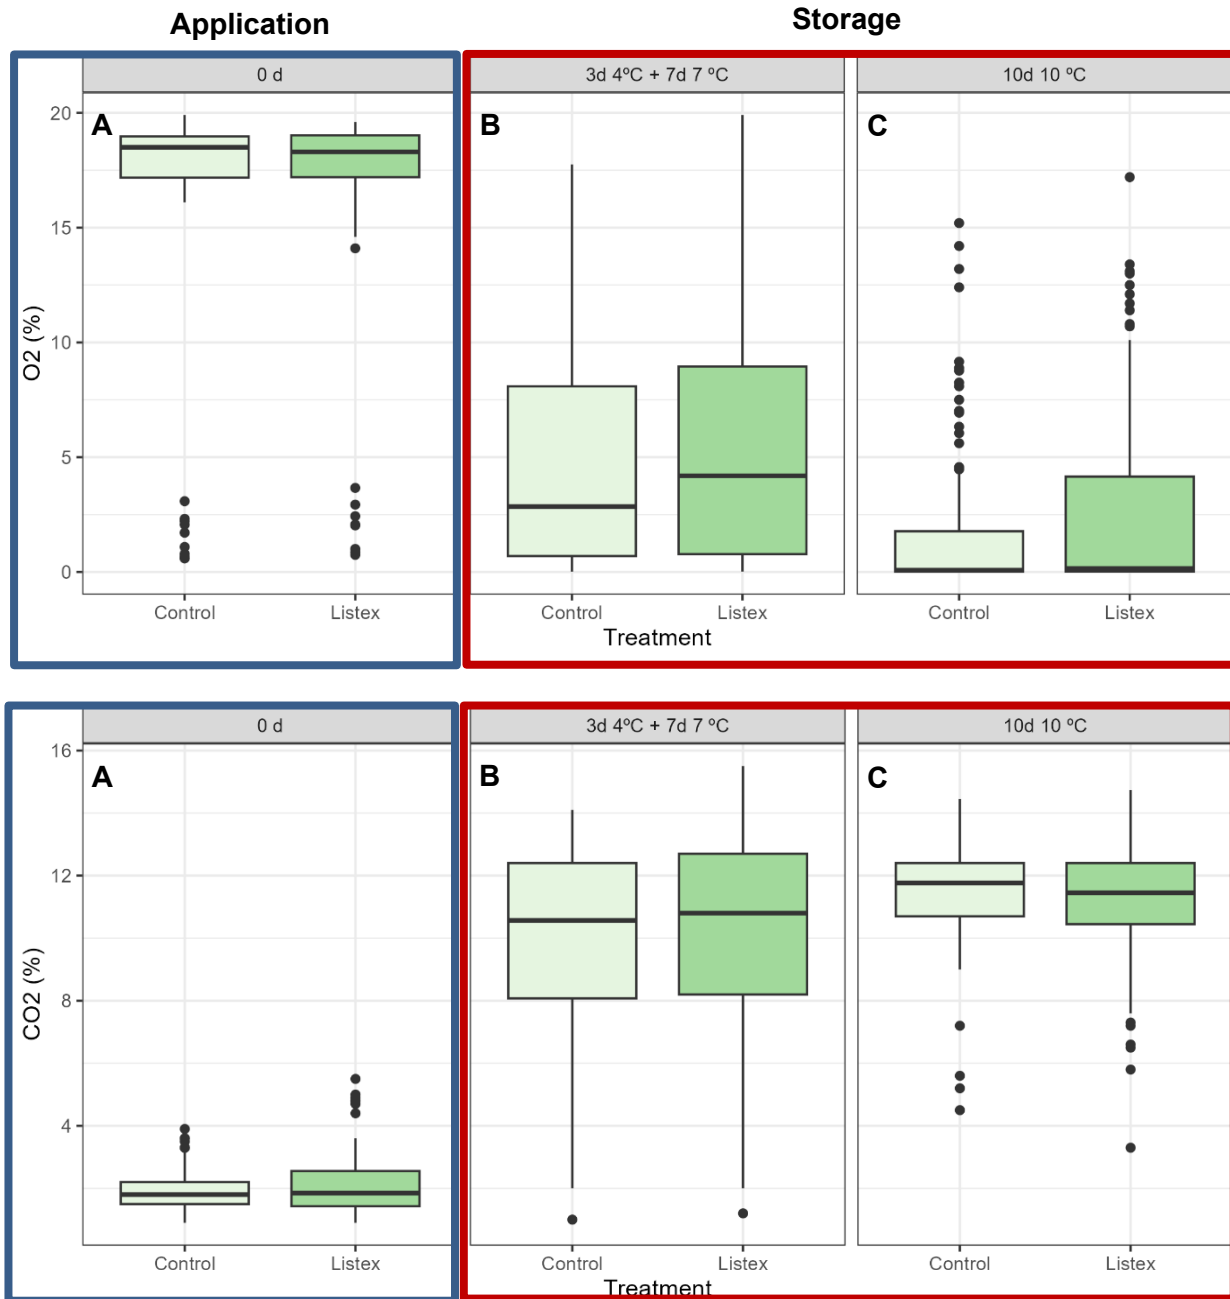 Application
Storage
0 d
3d 4ºC + 7d 7 ºC
10d 10 ºC
A
B
C
20
15
10
5
0
O2 (%)
Control
Listex
Control
Listex
Control
Listex
Treatment
0 d
3d 4ºC + 7d 7 ºC
10d 10 ºC
A
B
C
16
12
8
4
CO2 (%)
Control
Listex
Control
Listex
Control
Listex
Treatment